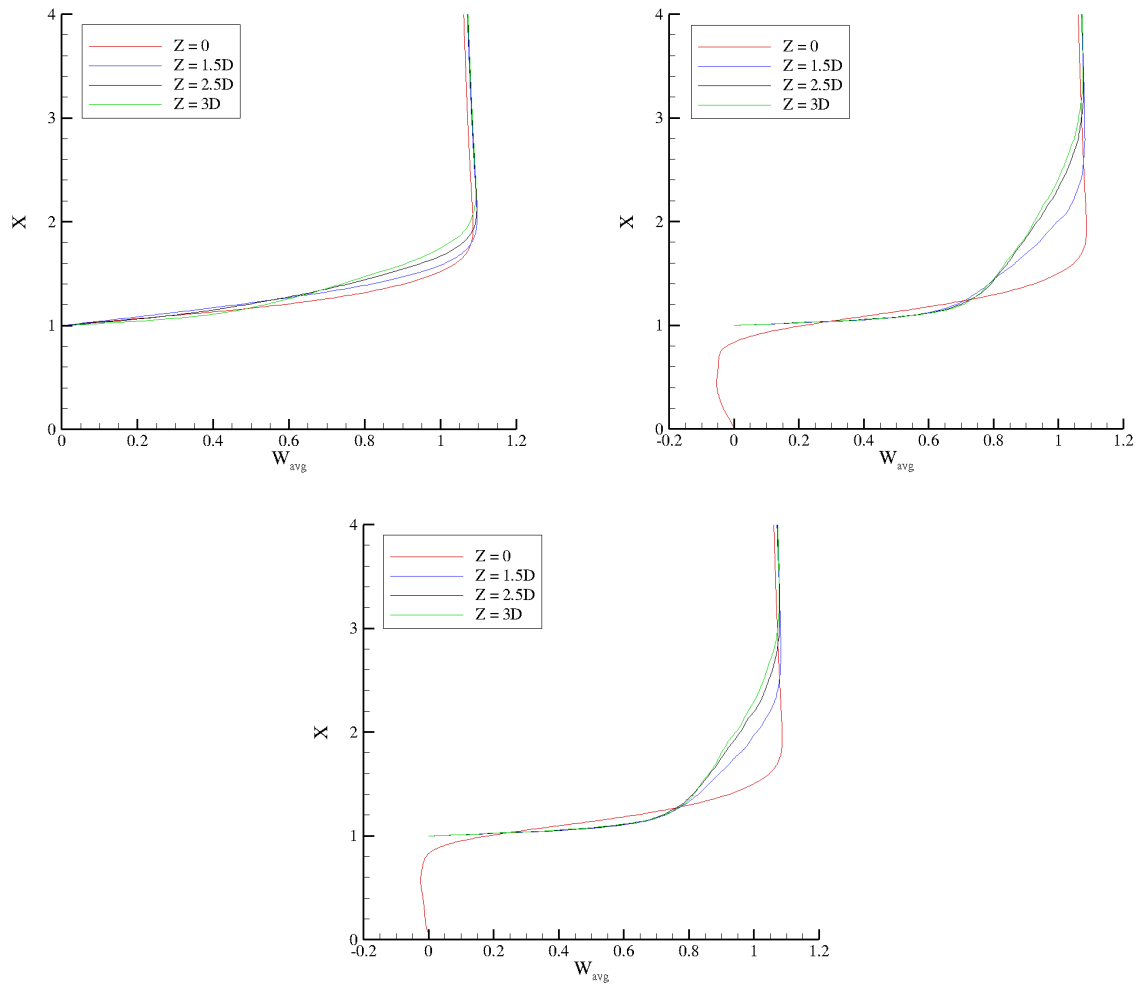 4
3
2
1
0
X
Z = 0
Z = 1.5D
Z = 2.5D
Z = 3D
0
0.2
0.4
0.6
0.8
1
1.2
W_avg
4
3
2
1
0
X
Z = 0
Z = 1.5D
Z = 2.5D
Z = 3D
-0.2
0
0.2
0.4
0.6
0.8
1
1.2
W_avg
4
3
2
1
0
X
Z = 0
Z = 1.5D
Z = 2.5D
Z = 3D
-0.2
0
0.2
0.4
0.6
0.8
1
1.2
W_avg